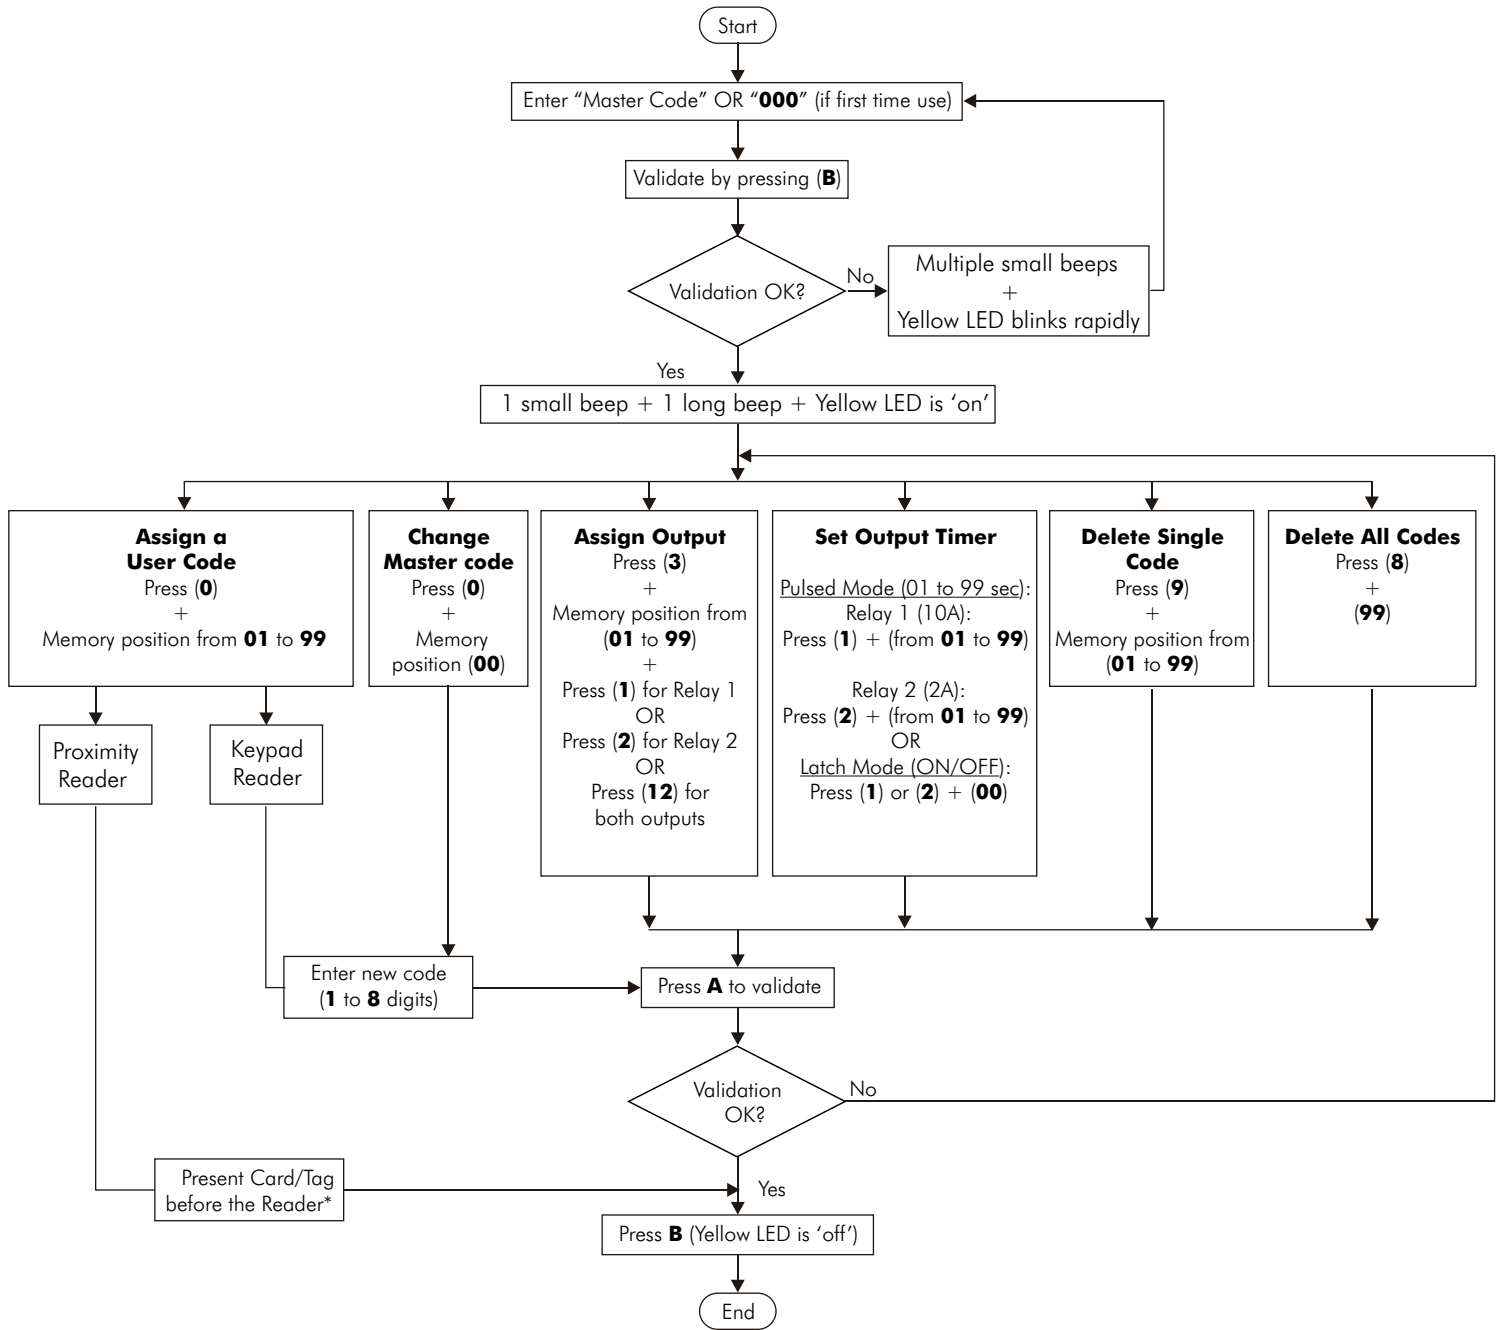 Start
Enter “Master Code” OR “000” (if first time use)
Validate by pressing (B)
Validation OK?
No
Multiple small beeps
+
Yellow LED blinks rapidly
Yes
1 small beep + 1 long beep + Yellow LED is ‘on’
Assign a
User Code
Press (0)
+
Memory position from 01 to 99
Change
Master code
Press (0)
+
Memory
position (00)
Assign Output
Press (3)
+
Memory position from
(01 to 99)
+
Press (1) for Relay 1
OR
Press (2) for Relay 2
OR
Press (12) for
both outputs
Set Output Timer
Pulsed Mode (01 to 99 sec):
Relay 1 (10A):
Press (1) + (from 01 to 99)
Relay 2 (2A):
Press (2) + (from 01 to 99)
OR
Latch Mode (ON/OFF):
Press (1) or (2) + (00)
Delete Single
Code
Press (9)
+
Memory position from
(01 to 99)
Delete All Codes
Press (8)
+
(99)
Proximity
Reader
Keypad
Reader
Enter new code
(1 to 8 digits)
Press A to validate
Validation
OK?
No
Present Card/Tag
before the Reader*
Yes
Press B (Yellow LED is ‘off’)
End